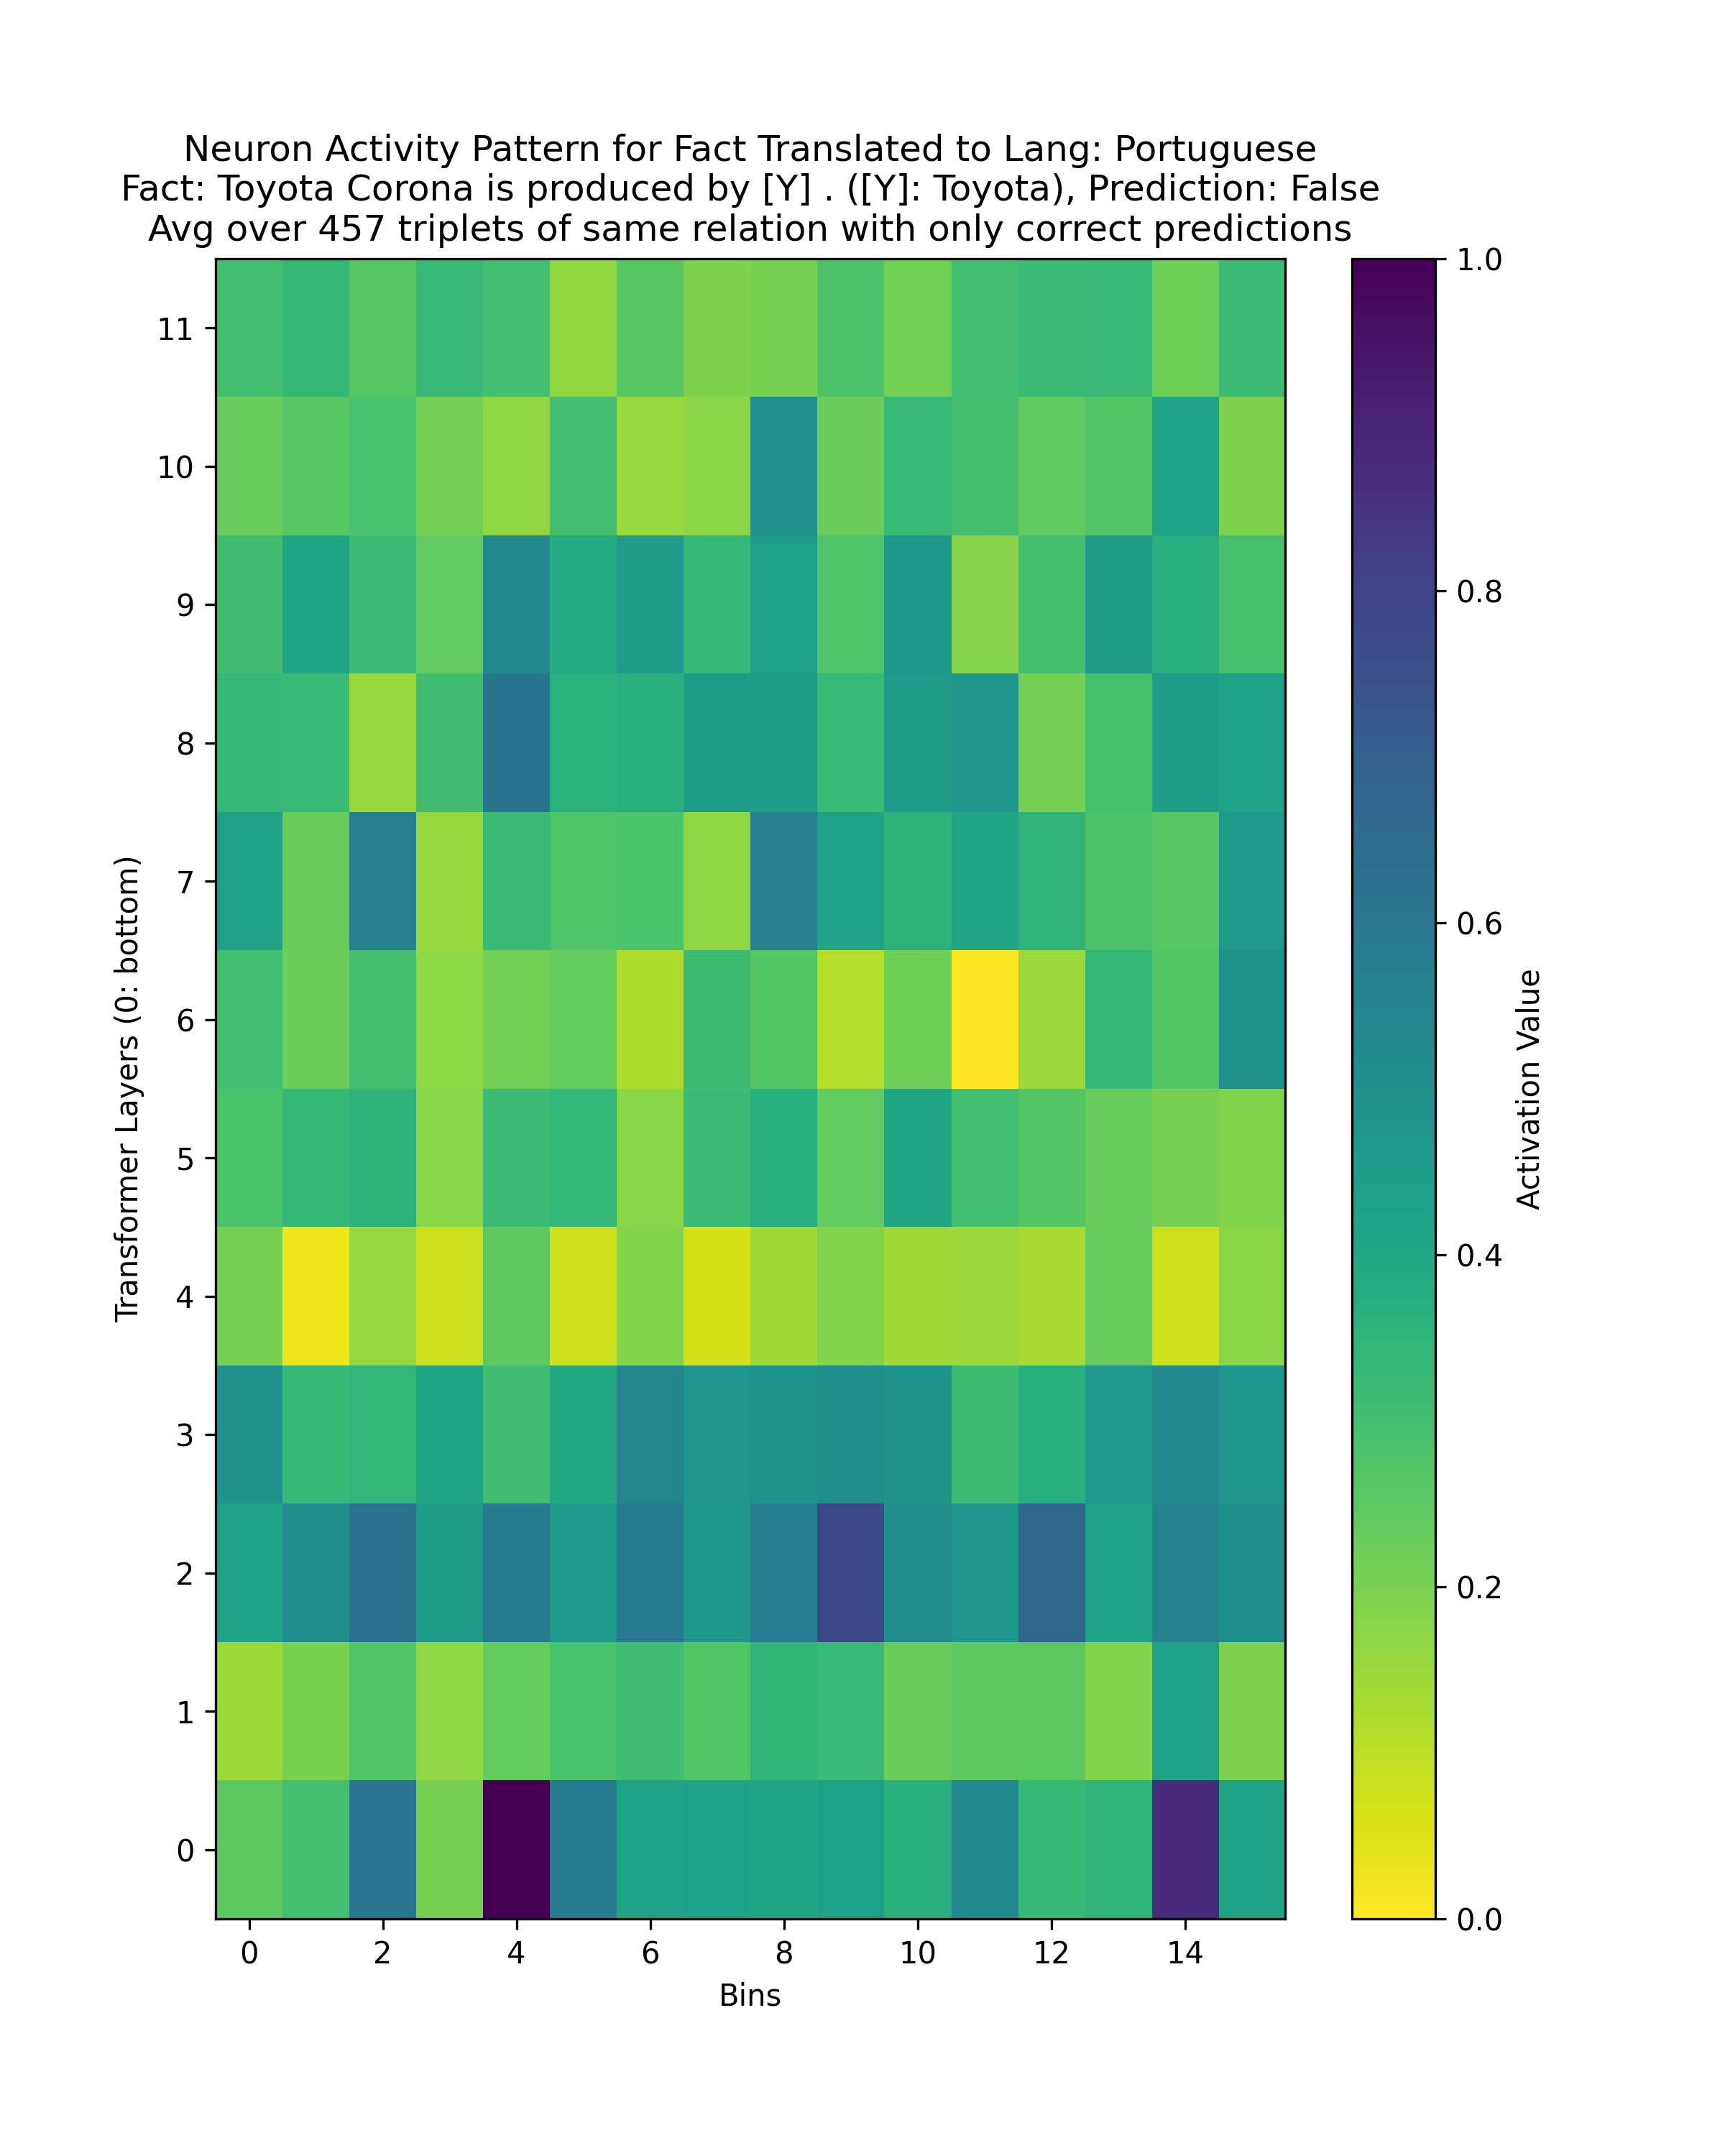 Neuron Activity Pattern for Fact Translated to Lang: Portuguese
Fact: Toyota Corona is produced by [Y] . ([Y]: Toyota), Prediction: False
Avg over 457 triplets of same relation with only correct predictions
11
10
9
8
7
6
5
4
3
2
1
0
Transformer Layers (0: bottom)
0 2 4 6 8 10 12 14
Bins
1.0
0.8
0.6
0.4
0.2
0.0
Activation Value